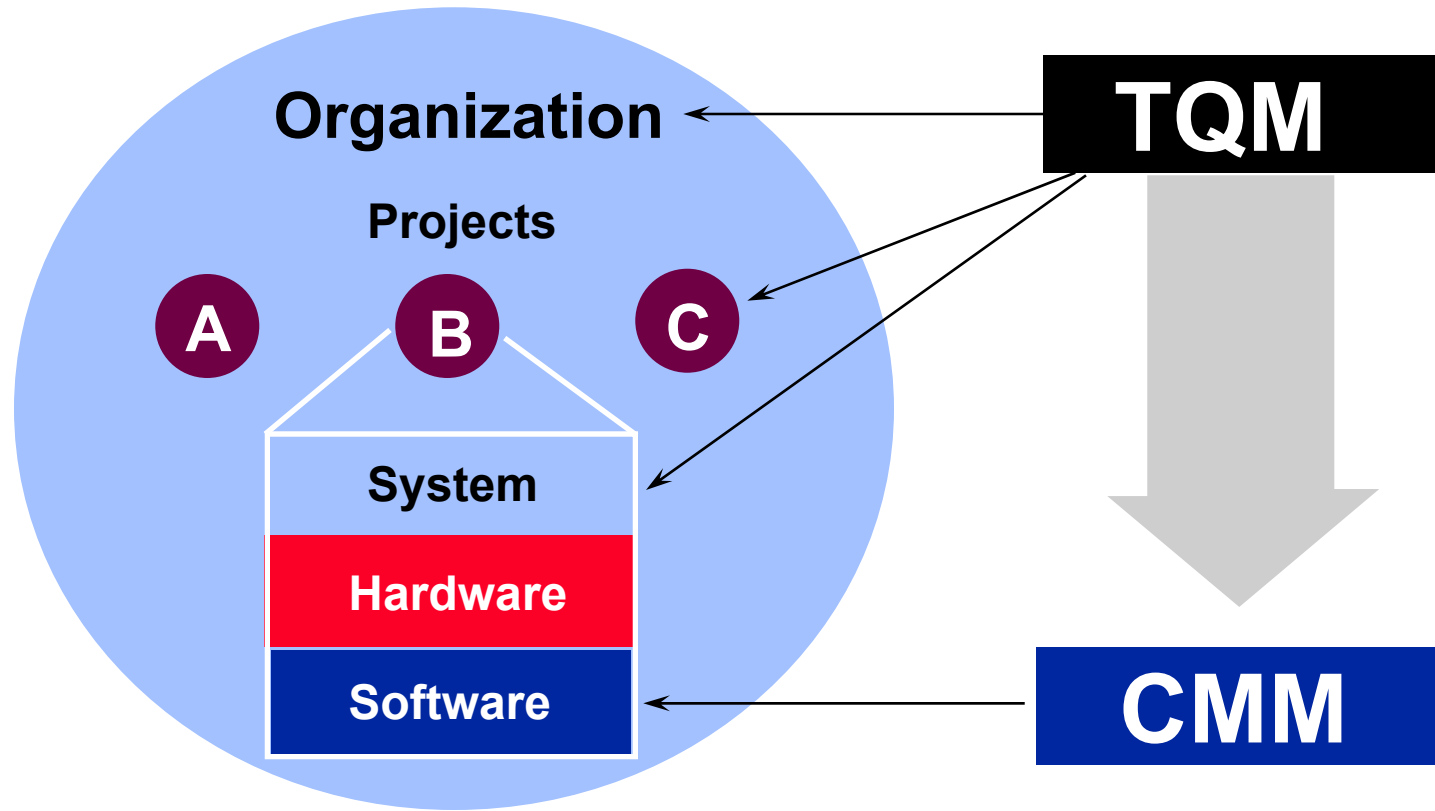 Organization
TQM
Projects
A
B
C
System
Hardware
Software
CMM